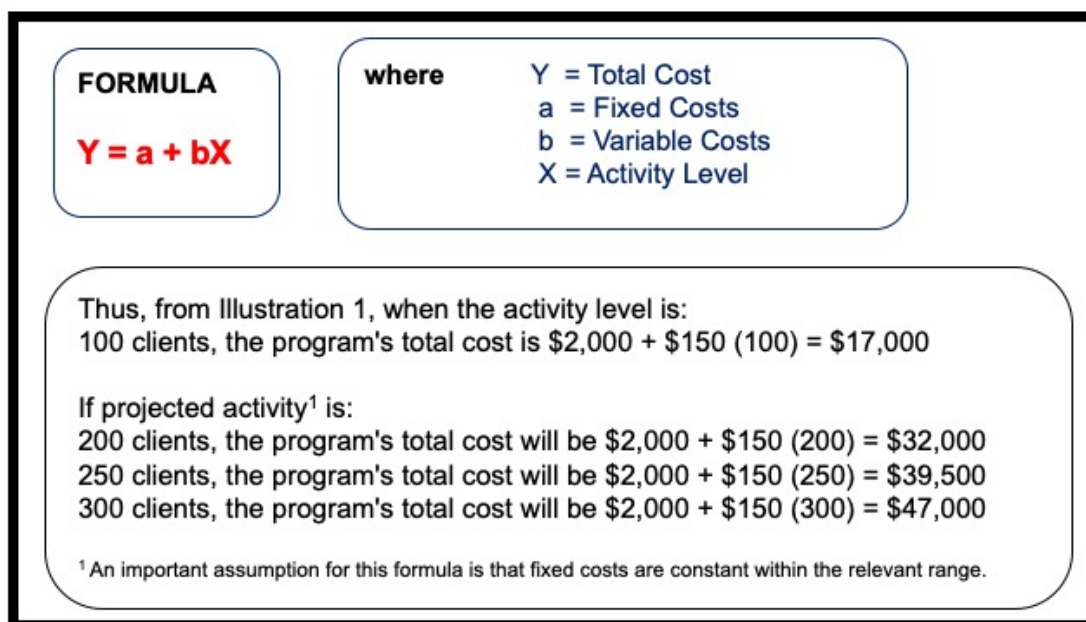 FORMULA
Y = a + bX
where Y = Total Cost
a = Fixed Costs
b = Variable Costs
X = Activity Level
Thus, from Illustration 1, when the activity level is:
100 clients, the program's total cost is $2,000 + $150 (100) = $17,000
If projected activity¹ is:
200 clients, the program's total cost will be $2,000 + $150 (200) = $32,000
250 clients, the program's total cost will be $2,000 + $150 (250) = $39,500
300 clients, the program's total cost will be $2,000 + $150 (300) = $47,000
¹ An important assumption for this formula is that fixed costs are constant within the relevant range.